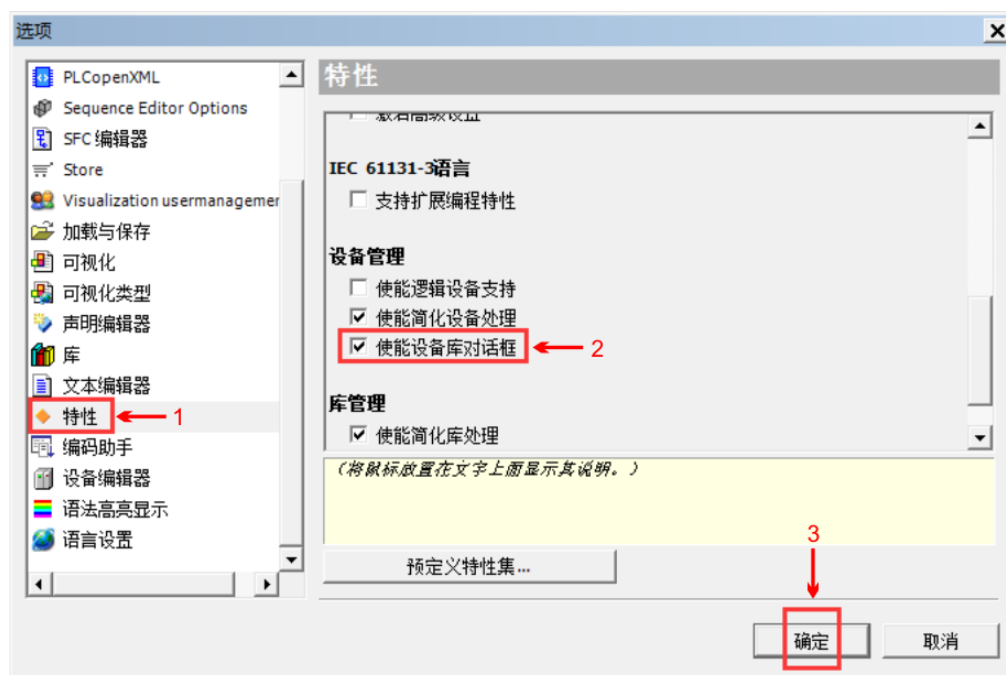 选项
PLCopenXML
Sequence Editor Options
SFC 编辑器
Store
Visualization usermanagemer
加载与保存
可视化
可视化类型
声明编辑器
库
文本编辑器
特性
1
编码助手
设备编辑器
语法高亮显示
语言设置
特性
激活高级设置
IEC 61131-3语言
支持扩展编程特性
设备管理
使能逻辑设备支持
使能简化设备处理
使能设备库对话框
2
库管理
使能简化库处理
(将鼠标放置在文字上面显示其说明。)
预定义特性集...
3
确定
取消